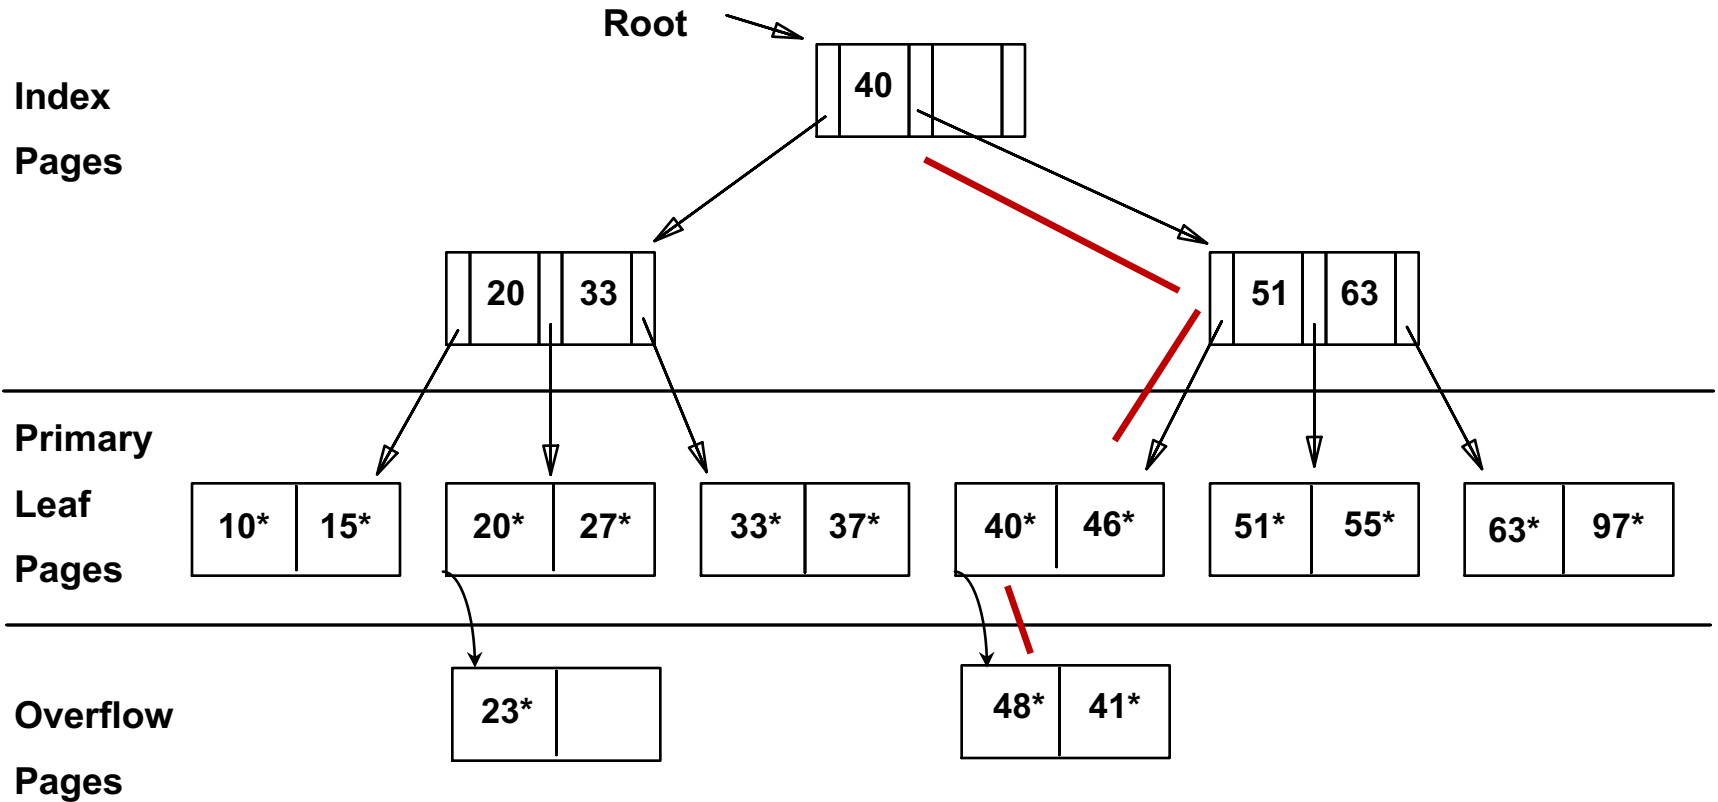 Root
Index
Pages
40
20 33
51 63
Primary
Leaf
Pages
10* 15*
20* 27*
33* 37*
40* 46*
51* 55*
63* 97*
Overflow
Pages
23*
48* 41*